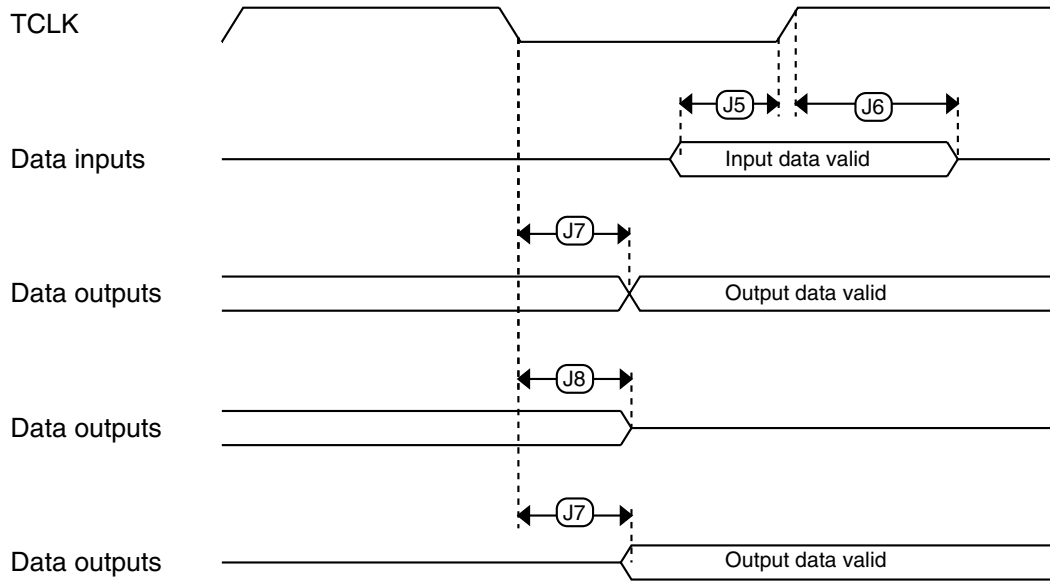 TCLK
J5
J6
Data inputs
Input data valid
J7
Data outputs
Output data valid
J8
Data outputs
J7
Data outputs
Output data valid